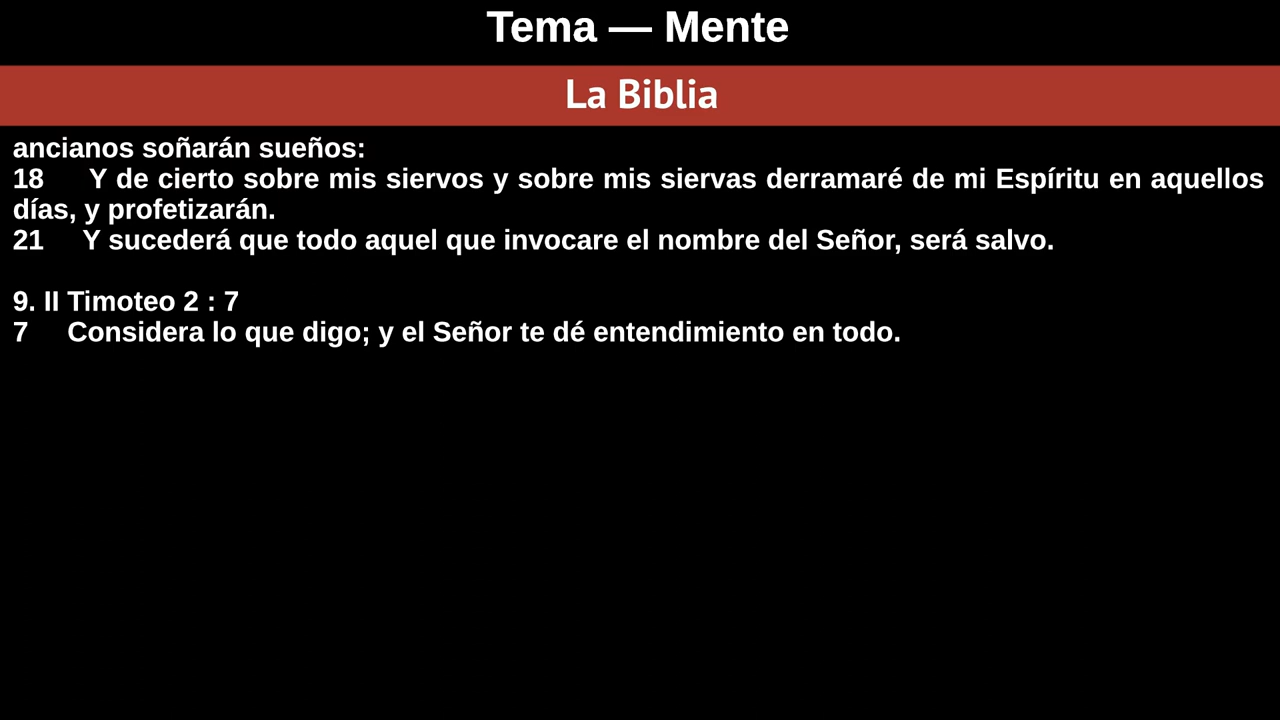 Tema — Mente
La Biblia
ancianos soñarán sueños:
18 Y de cierto sobre mis siervos y sobre mis siervas derramaré de mi Espíritu en aquellos
días, y profetizarán.
21 Y sucederá que todo aquel que invocare el nombre del Señor, será salvo.
9. II Timoteo 2 : 7
7 Considera lo que digo; y el Señor te dé entendimiento en todo.